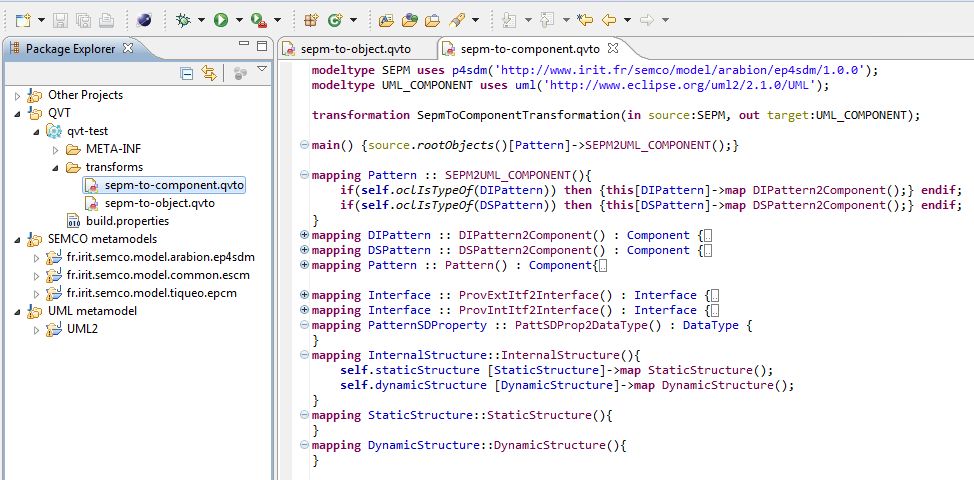 Package Explorer
Other Projects
QVT
qvt-test
META-INF
transforms
sepm-to-component.qvto
sepm-to-object.qvto
build.properties
SEMCO metamodels
fr.irit.semco.model.arabion.ep4sdm
fr.irit.semco.model.common.escm
fr.irit.semco.model.tiqueo.epcm
UML metamodel
UML2
sepm-to-object.qvto sepm-to-component.qvto
modeltype SEPM uses p4sdm('http://www.irit.fr/semco/model/arabion/ep4sdm/1.0.0');
modeltype UML_COMPONENT uses uml('http://www.eclipse.org/uml2/2.1.0/UML');
transformation SepmToComponentTransformation(in source:SEPM, out target:UML_COMPONENT);
main() {source.rootObjects()[Pattern]->SEPM2UML_COMPONENT();}
mapping Pattern :: SEPM2UML_COMPONENT(){
if(self.oclIsTypeOf(DIPattern)) then {this[DIPattern]->map DIPattern2Component();} endif;
if(self.oclIsTypeOf(DSPattern)) then {this[DSPattern]->map DSPattern2Component();} endif;
}
mapping DIPattern :: DIPattern2Component() : Component {
mapping DSPattern :: DSPattern2Component() : Component {
mapping Pattern :: Pattern() : Component{
mapping Interface :: ProvExtItf2Interface() : Interface {
mapping Interface :: ProvIntItf2Interface() : Interface {
mapping PatternSDProperty :: PattSDProp2DataType() : DataType {
}
mapping InternalStructure::InternalStructure(){
self.staticStructure [StaticStructure]->map StaticStructure();
self.dynamicStructure [DynamicStructure]->map DynamicStructure();
}
mapping StaticStructure::StaticStructure(){
}
mapping DynamicStructure::DynamicStructure(){
}